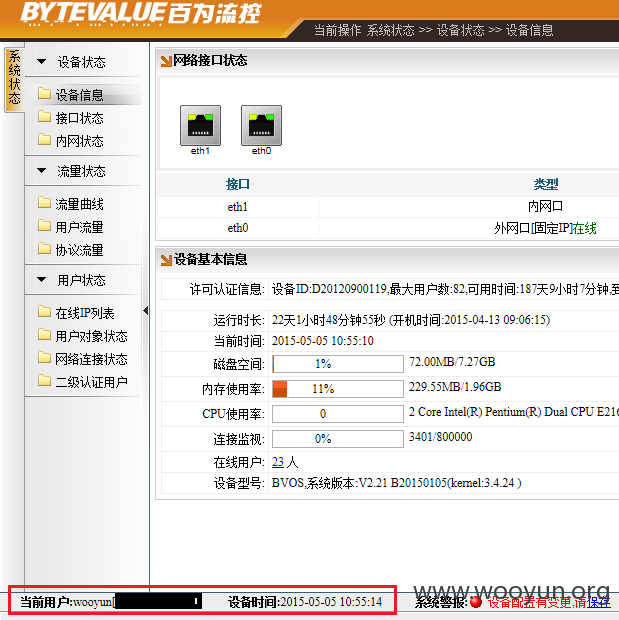 BYTEVALUE百为流控
当前操作 系统状态 >> 设备状态 >> 设备信息
系统状态
设备状态
设备信息
接口状态
内网状态
流量状态
流量曲线
用户流量
协议流量
用户状态
在线IP列表
用户对象状态
网络连接状态
二级认证用户
网络接口状态
eth1 eth0
接口 类型
eth1 内网口
eth0 外网口[固定IP]在线
设备基本信息
许可认证信息: 设备ID:D20120900119,最大用户数:82,可用时间:187天9小时7分钟,至
运行时长: 22天1小时48分钟55秒 (开机时间:2015-04-13 09:06:15)
当前时间: 2015-05-05 10:55:10
磁盘空间: 1% 72.00MB/7.27GB
内存使用率: 11% 229.55MB/1.96GB
CPU使用率: 0 2 Core Intel(R) Pentium(R) Dual CPU E216
连接监视: 0% 3401/800000
在线用户: 23 人
设备型号: BVOS,系统版本:V2.21 B20150105(kernel:3.4.24 )
www.wooyun.org
当前用户:wooyun[ 设备时间:2015-05-05 10:55:14 系统警报: 设备配置有变更,请保存